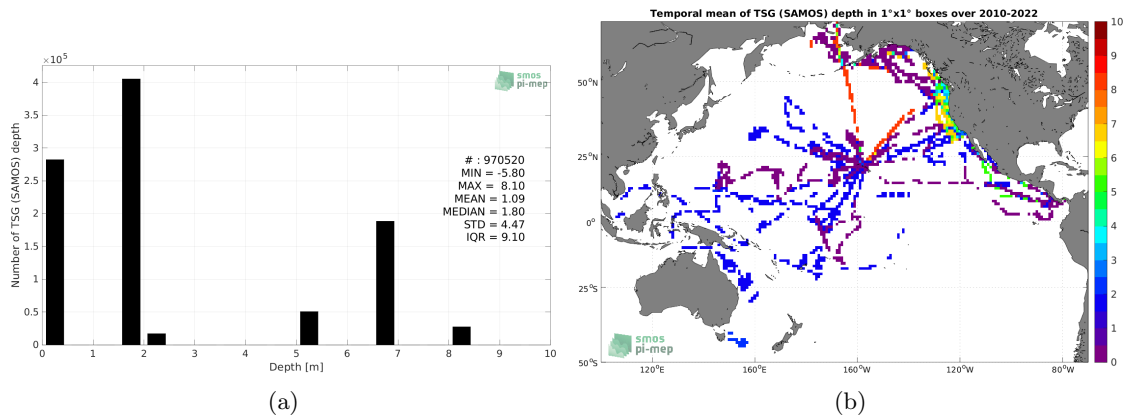 ×10⁵
4
3.5
3
2.5
2
1.5
1
0.5
0
Number of TSG (SAMOS) depth
smos
pi-mep
# : 970520
MIN = -5.80
MAX = 8.10
MEAN = 1.09
MEDIAN = 1.80
STD = 4.47
IQR = 9.10
0 1 2 3 4 5 6 7 8 9 10
Depth [m]
(a)
Temporal mean of TSG (SAMOS) depth in 1°x1° boxes over 2010-2022
50°N
25°N
0°
25°S
50°S
120°E 160°E 160°W 120°W 80°W
smos
pi-mep
10
9
8
7
6
5
4
3
2
1
0
(b)